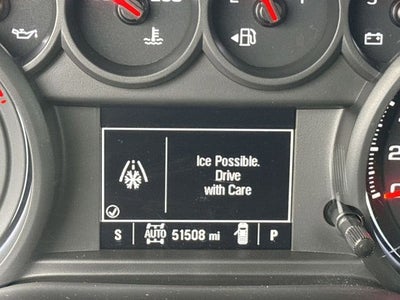 Ice Possible.
Drive
with Care
S AUTO 51508 mi P